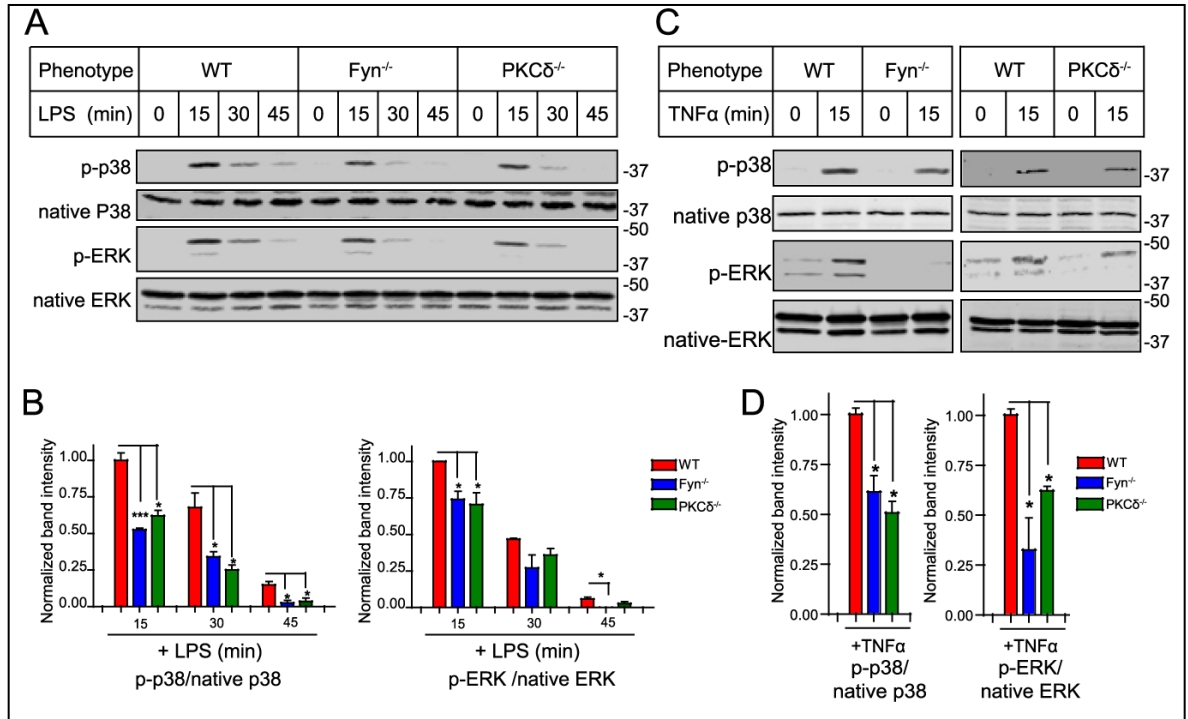 A
Phenotype WT Fyn-/- PKCδ-/-
LPS (min) 0 15 30 45 0 15 30 45 0 15 30 45
p-p38 -37
native P38 -37
p-ERK -50
-37
native ERK -50
-37
C
Phenotype WT Fyn-/- WT PKCδ-/-
TNFα (min) 0 15 0 15 0 15 0 15
p-p38 -37
native p38 -37
p-ERK -50
-37
native-ERK -50
-37
B
Normalized band intensity
1.00
0.75
0.50
0.25
0.00
*** * * * * *
15 30 45
+ LPS (min)
p-p38/native p38
Normalized band intensity
1.00
0.75
0.50
0.25
0.00
* * *
15 30 45
+ LPS (min)
p-ERK /native ERK
WT
Fyn-/-
PKCδ-/-
D
Normalized band intensity
1.00
0.75
0.50
0.25
0.00
* *
+TNFα
p-p38/
native p38
Normalized band intensity
1.00
0.75
0.50
0.25
0.00
* *
+TNFα
p-ERK/
native ERK
WT
Fyn-/-
PKCδ-/-